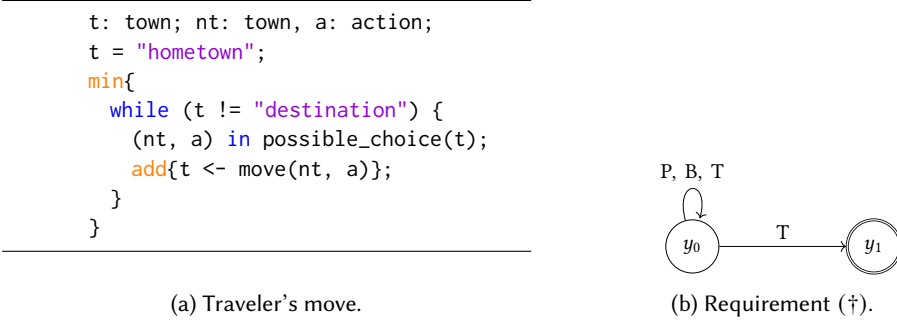 t: town; nt: town, a: action;
t = "hometown";
min{
while (t != "destination") {
(nt, a) in possible_choice(t);
add{t <- move(nt, a)};
}
}
(a) Traveler's move.
P, B, T
y0
T
y1
(b) Requirement (†).